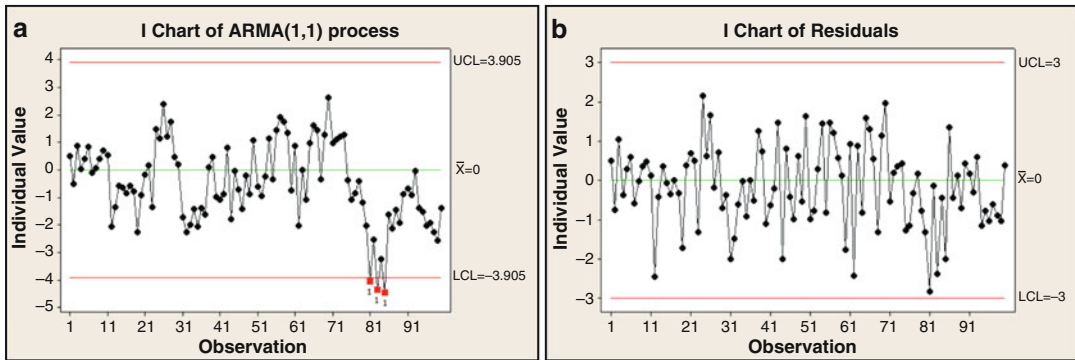 a
I Chart of ARMA(1,1) process
Individual Value
4
3
2
1
0
–1
–2
–3
–4
–5
UCL=3.905
X̄=0
LCL=–3.905
1
1
1
1
11
21
31
41
51
61
71
81
91
Observation
b
I Chart of Residuals
Individual Value
3
2
1
0
–1
–2
–3
UCL=3
X̄=0
LCL=–3
1
11
21
31
41
51
61
71
81
91
Observation